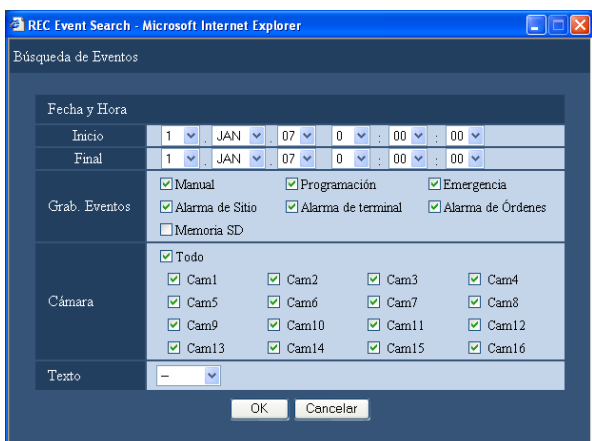 REC Event Search - Microsoft Internet Explorer
Búsqueda de Eventos
Fecha y Hora
Inicio 1 . JAN . 07 0 : 00 : 00
Final 1 . JAN . 07 0 : 00 : 00
Grab. Eventos
Manual Programación Emergencia
Alarma de Sitio Alarma de terminal Alarma de Órdenes
Memoria SD
Cámara
Todo
Cam1 Cam2 Cam3 Cam4
Cam5 Cam6 Cam7 Cam8
Cam9 Cam10 Cam11 Cam12
Cam13 Cam14 Cam15 Cam16
Texto --
OK Cancelar